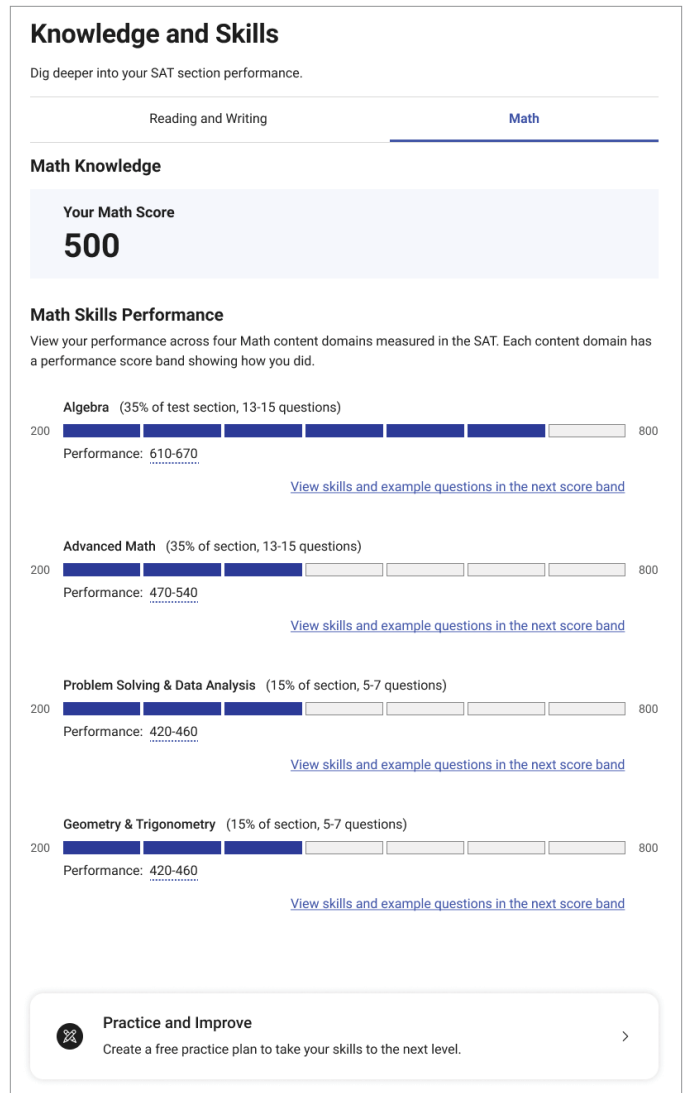 Knowledge and Skills
Dig deeper into your SAT section performance.
Reading and Writing
Math
Math Knowledge
Your Math Score
500
Math Skills Performance
View your performance across four Math content domains measured in the SAT. Each content domain has
a performance score band showing how you did.
Algebra (35% of test section, 13-15 questions)
200 800
Performance: 610-670
View skills and example questions in the next score band
Advanced Math (35% of section, 13-15 questions)
200 800
Performance: 470-540
View skills and example questions in the next score band
Problem Solving & Data Analysis (15% of section, 5-7 questions)
200 800
Performance: 420-460
View skills and example questions in the next score band
Geometry & Trigonometry (15% of section, 5-7 questions)
200 800
Performance: 420-460
View skills and example questions in the next score band
Practice and Improve
Create a free practice plan to take your skills to the next level.